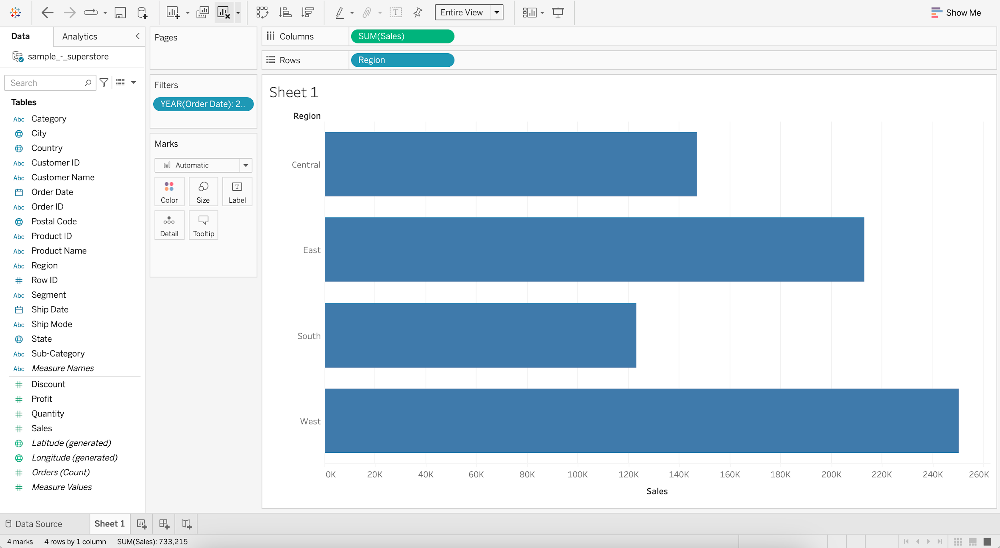 Entire View
Show Me
Data
Analytics
sample_-_superstore
Search
Tables
Abc Category
City
Country
Abc Customer ID
Abc Customer Name
Order Date
Abc Order ID
Postal Code
Abc Product ID
Abc Product Name
Abc Region
Row ID
Abc Segment
Ship Date
Abc Ship Mode
State
Abc Sub-Category
Abc Measure Names
Discount
Profit
Quantity
Sales
Latitude (generated)
Longitude (generated)
Orders (Count)
Measure Values
Pages
Filters
YEAR(Order Date): 2..
Marks
Automatic
Color
Size
T
Label
Detail
Tooltip
Columns
SUM(Sales)
Rows
Region
Sheet 1
Region
Central
East
South
West
0K 20K 40K 60K 80K 100K 120K 140K 160K 180K 200K 220K 240K 260K
Sales
Data Source
Sheet 1
4 marks 4 rows by 1 column SUM(Sales): 733,215